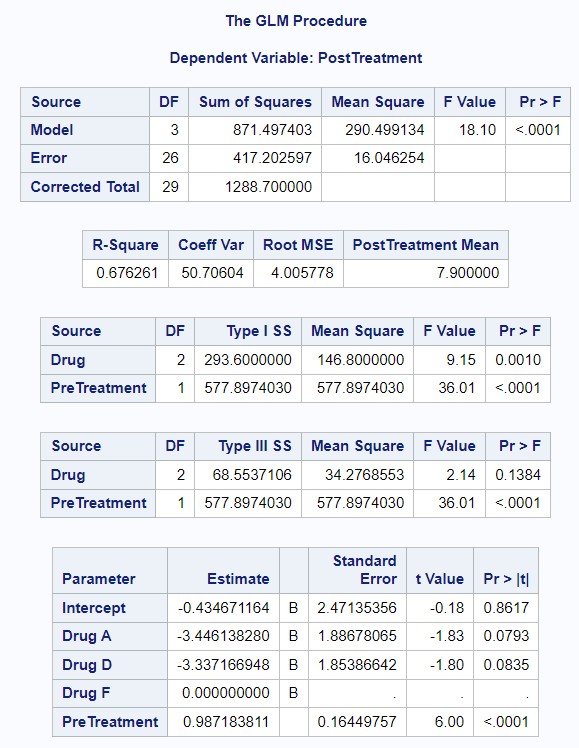 The GLM Procedure
Dependent Variable: PostTreatment
Source DF Sum of Squares Mean Square F Value Pr > F
Model 3 871.497403 290.499134 18.10 <.0001
Error 26 417.202597 16.046254
Corrected Total 29 1288.700000
R-Square Coeff Var Root MSE PostTreatment Mean
0.676261 50.70604 4.005778 7.900000
Source DF Type I SS Mean Square F Value Pr > F
Drug 2 293.6000000 146.8000000 9.15 0.0010
PreTreatment 1 577.8974030 577.8974030 36.01 <.0001
Source DF Type III SS Mean Square F Value Pr > F
Drug 2 68.5537106 34.2768553 2.14 0.1384
PreTreatment 1 577.8974030 577.8974030 36.01 <.0001
Standard
Parameter Estimate Error t Value Pr > |t|
Intercept -0.434671164 B 2.47135356 -0.18 0.8617
Drug A -3.446138280 B 1.88678065 -1.83 0.0793
Drug D -3.337166948 B 1.85386642 -1.80 0.0835
Drug F 0.000000000 B . . .
PreTreatment 0.987183811 0.16449757 6.00 <.0001